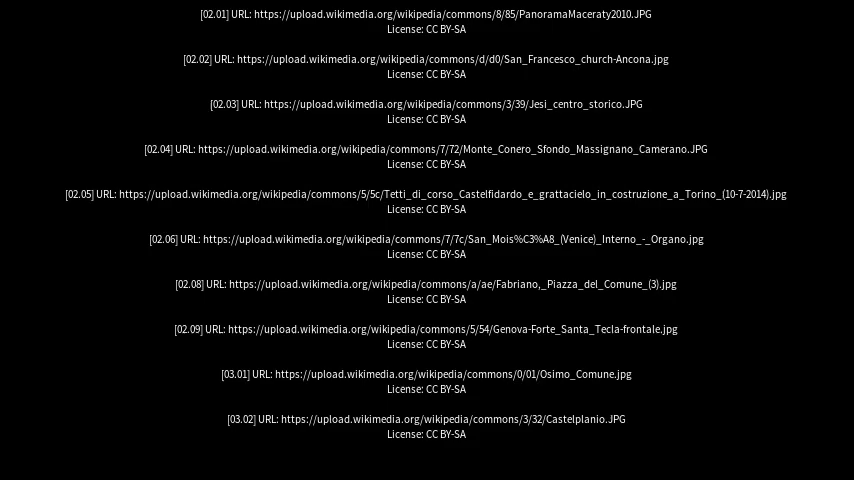 [02.01] URL: https://upload.wikimedia.org/wikipedia/commons/8/85/PanoramaMaceraty2010.JPG
License: CC BY-SA
[02.02] URL: https://upload.wikimedia.org/wikipedia/commons/d/d0/San_Francesco_church-Ancona.jpg
License: CC BY-SA
[02.03] URL: https://upload.wikimedia.org/wikipedia/commons/3/39/Jesi_centro_storico.JPG
License: CC BY-SA
[02.04] URL: https://upload.wikimedia.org/wikipedia/commons/7/72/Monte_Conero_Sfondo_Massignano_Camerano.JPG
License: CC BY-SA
[02.05] URL: https://upload.wikimedia.org/wikipedia/commons/5/5c/Tetti_di_corso_Castelfidardo_e_grattacielo_in_costruzione_a_Torino_(10-7-2014).jpg
License: CC BY-SA
[02.06] URL: https://upload.wikimedia.org/wikipedia/commons/7/7c/San_Mois%C3%A8_(Venice)_Interno_-_Organo.jpg
License: CC BY-SA
[02.08] URL: https://upload.wikimedia.org/wikipedia/commons/a/ae/Fabriano,_Piazza_del_Comune_(3).jpg
License: CC BY-SA
[02.09] URL: https://upload.wikimedia.org/wikipedia/commons/5/54/Genova-Forte_Santa_Tecla-frontale.jpg
License: CC BY-SA
[03.01] URL: https://upload.wikimedia.org/wikipedia/commons/0/01/Osimo_Comune.jpg
License: CC BY-SA
[03.02] URL: https://upload.wikimedia.org/wikipedia/commons/3/32/Castelplanio.JPG
License: CC BY-SA